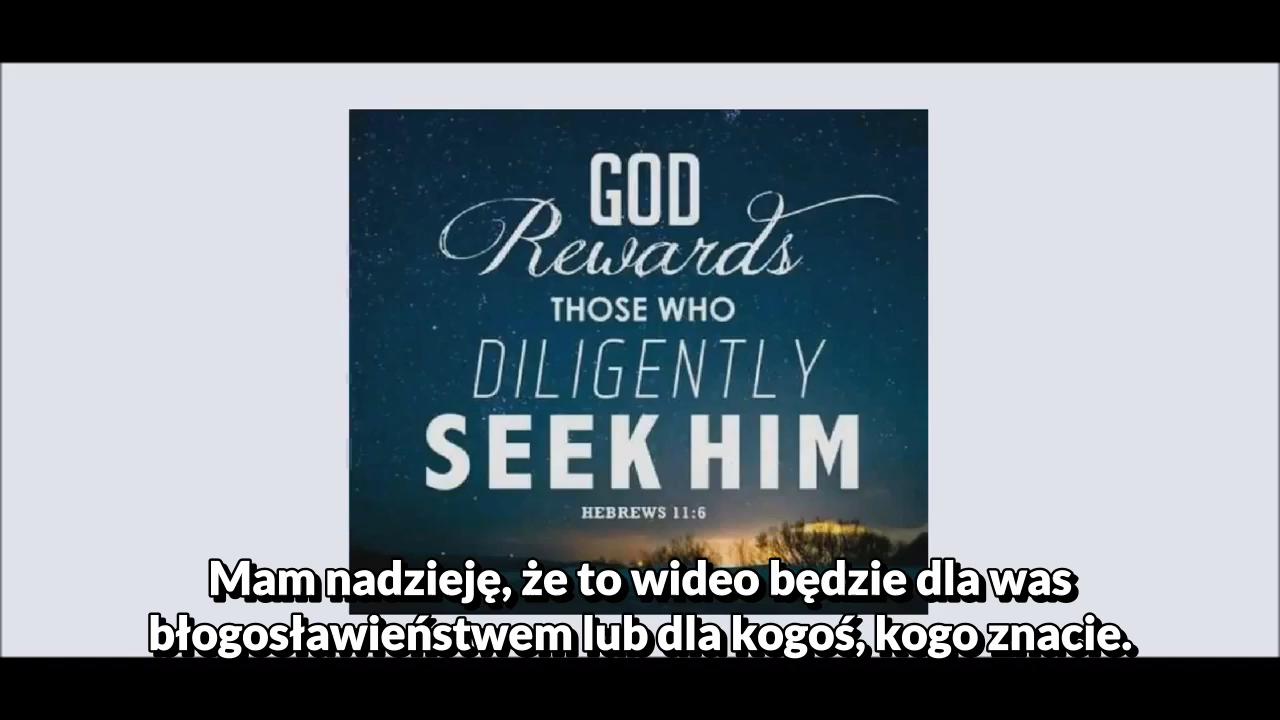 GOD
Rewards
THOSE WHO
DILIGENTLY
SEEK HIM
HEBREWS 11:6
Mam nadzieję, że to wideo będzie dla was
błogosławieństwem lub dla kogoś, kogo znacie.